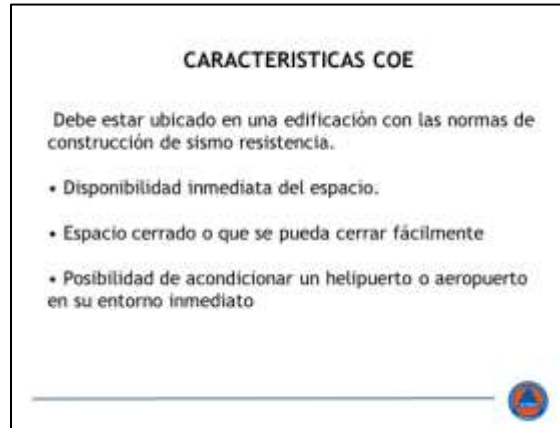 CARACTERISTICAS COE
Debe estar ubicado en una edificación con las normas de
construcción de sismo resistencia.
• Disponibilidad inmediata del espacio.
• Espacio cerrado o que se pueda cerrar fácilmente
• Posibilidad de acondicionar un helipuerto o aeropuerto
en su entorno inmediato